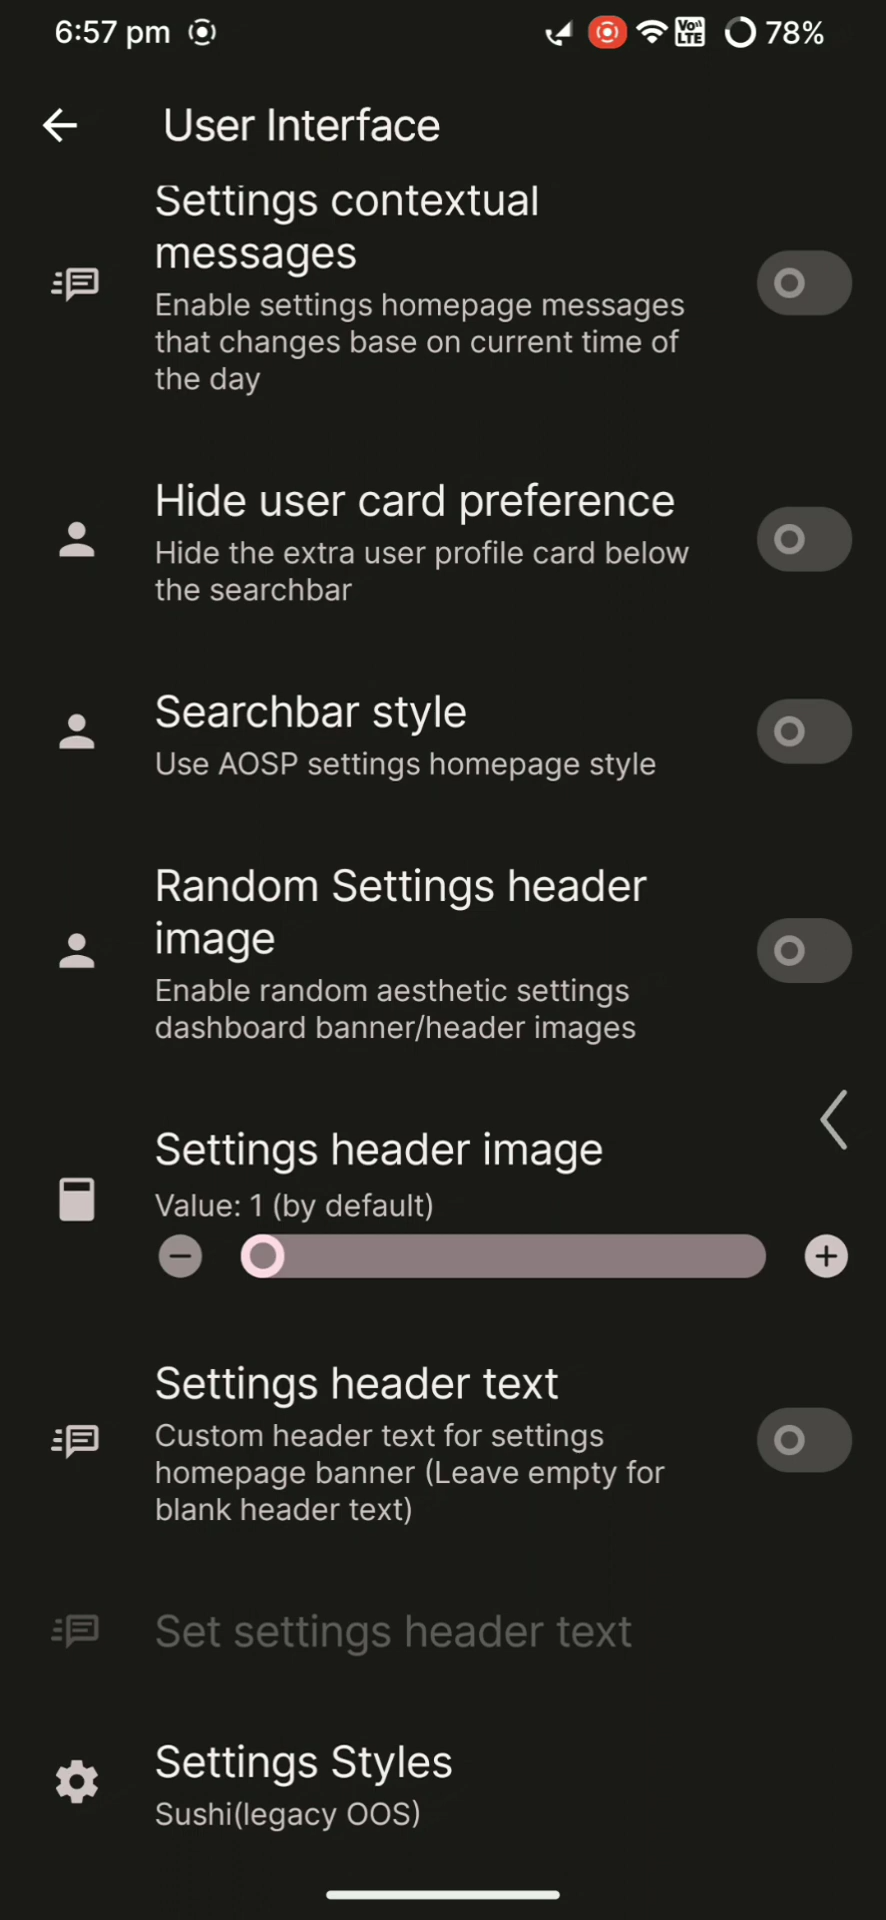 6:57 pm
Vo LTE
78%
User Interface
Settings contextual
messages
Enable settings homepage messages
that changes base on current time of
the day
Hide user card preference
Hide the extra user profile card below
the searchbar
Searchbar style
Use AOSP settings homepage style
Random Settings header
image
Enable random aesthetic settings
dashboard banner/header images
Settings header image
Value: 1 (by default)
Settings header text
Custom header text for settings
homepage banner (Leave empty for
blank header text)
Set settings header text
Settings Styles
Sushi(legacy OOS)